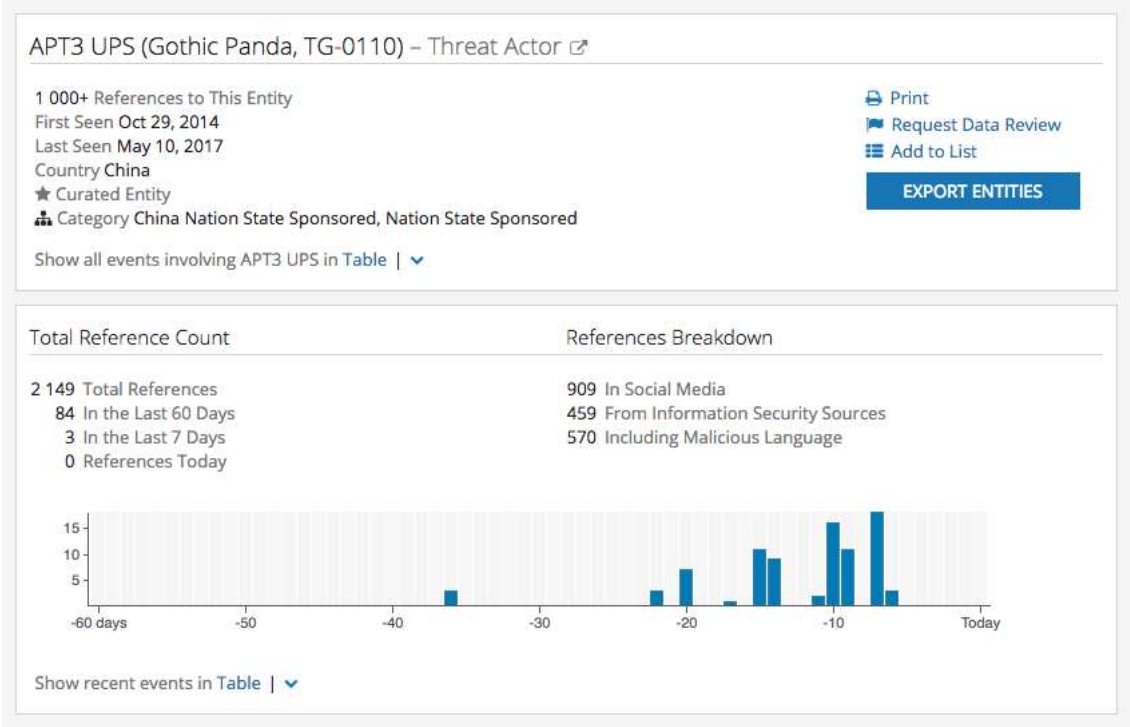 APT3 UPS (Gothic Panda, TG-0110) – Threat Actor
1 000+ References to This Entity
First Seen Oct 29, 2014
Last Seen May 10, 2017
Country China
Curated Entity
Category China Nation State Sponsored, Nation State Sponsored
Show all events involving APT3 UPS in Table |
Print
Request Data Review
Add to List
EXPORT ENTITIES
Total Reference Count
2 149 Total References
84 In the Last 60 Days
3 In the Last 7 Days
0 References Today
References Breakdown
909 In Social Media
459 From Information Security Sources
570 Including Malicious Language
15
10
5
-60 days -50 -40 -30 -20 -10 Today
Show recent events in Table |